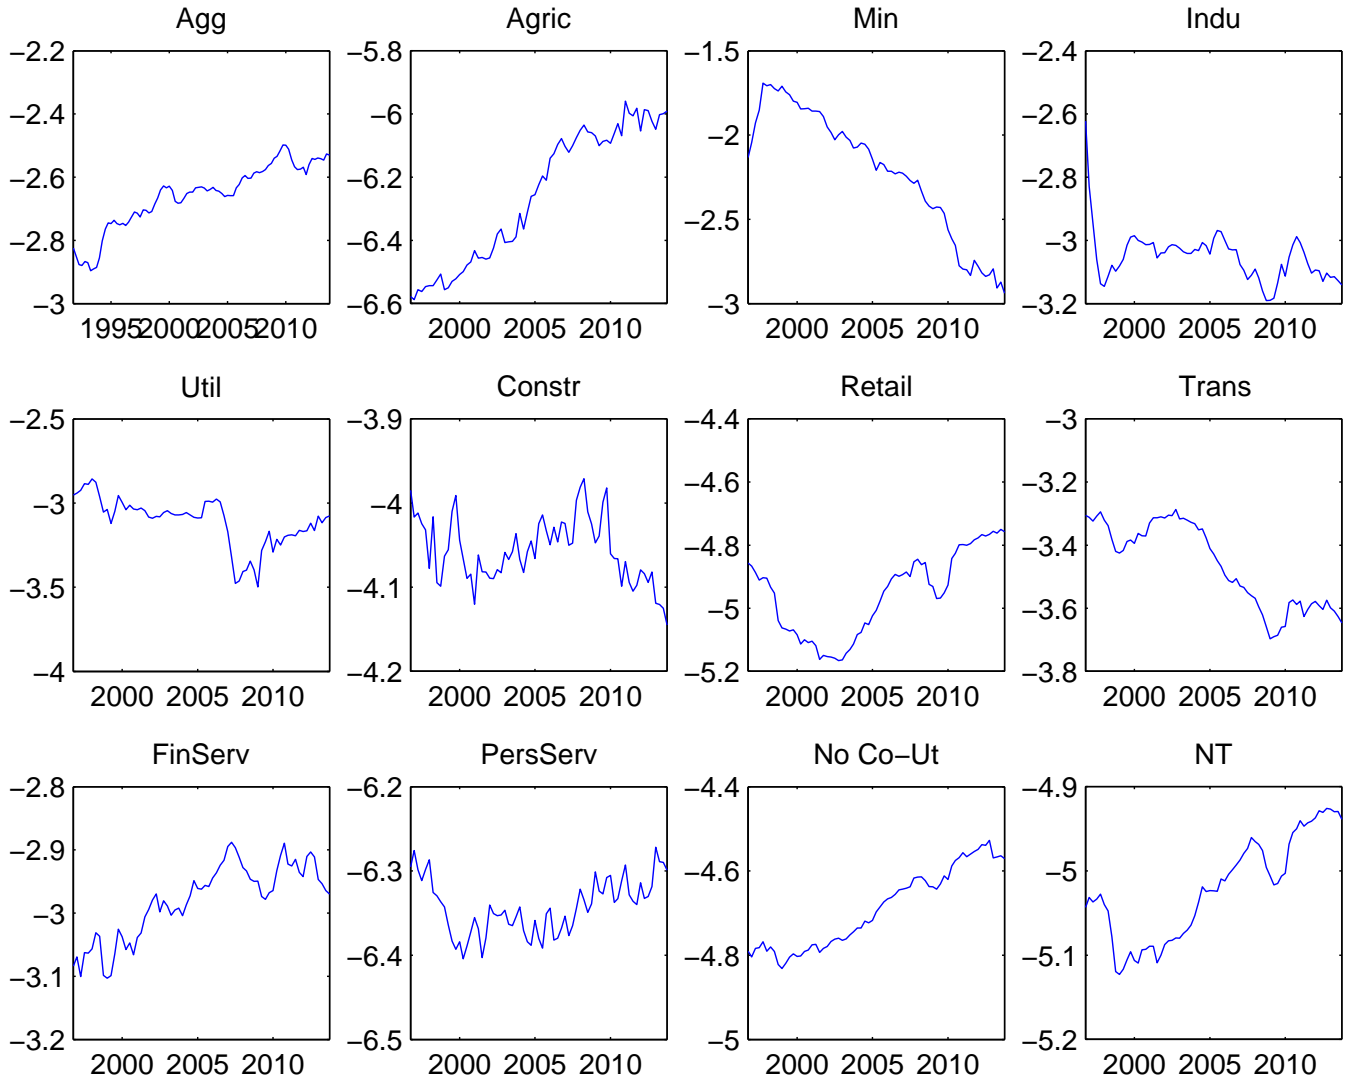 Agg Agric Min Indu
−2.2 −5.8 −1.5 −2.4
−2.4 −6 −2 −2.6
−2.6 −6.2 −2.5 −2.8
−2.8 −6.4 −3 −3
−3 −6.6 −3.2
1995 2000 2005 2010 2000 2005 2010 2000 2005 2010 2000 2005 2010
Util Constr Retail Trans
−2.5 −3.9 −4.4 −3
−3 −4 −4.6 −3.2
−3.5 −4.1 −4.8 −3.4
−4 −4.2 −5 −3.6
−5.2 −3.8
2000 2005 2010 2000 2005 2010 2000 2005 2010 2000 2005 2010
FinServ PersServ No Co−Ut NT
−2.8 −6.2 −4.4 −4.9
−2.9 −6.3 −4.6 −5
−3 −6.4 −4.8 −5.1
−3.1 −6.5 −5 −5.2
−3.2
2000 2005 2010 2000 2005 2010 2000 2005 2010 2000 2005 2010